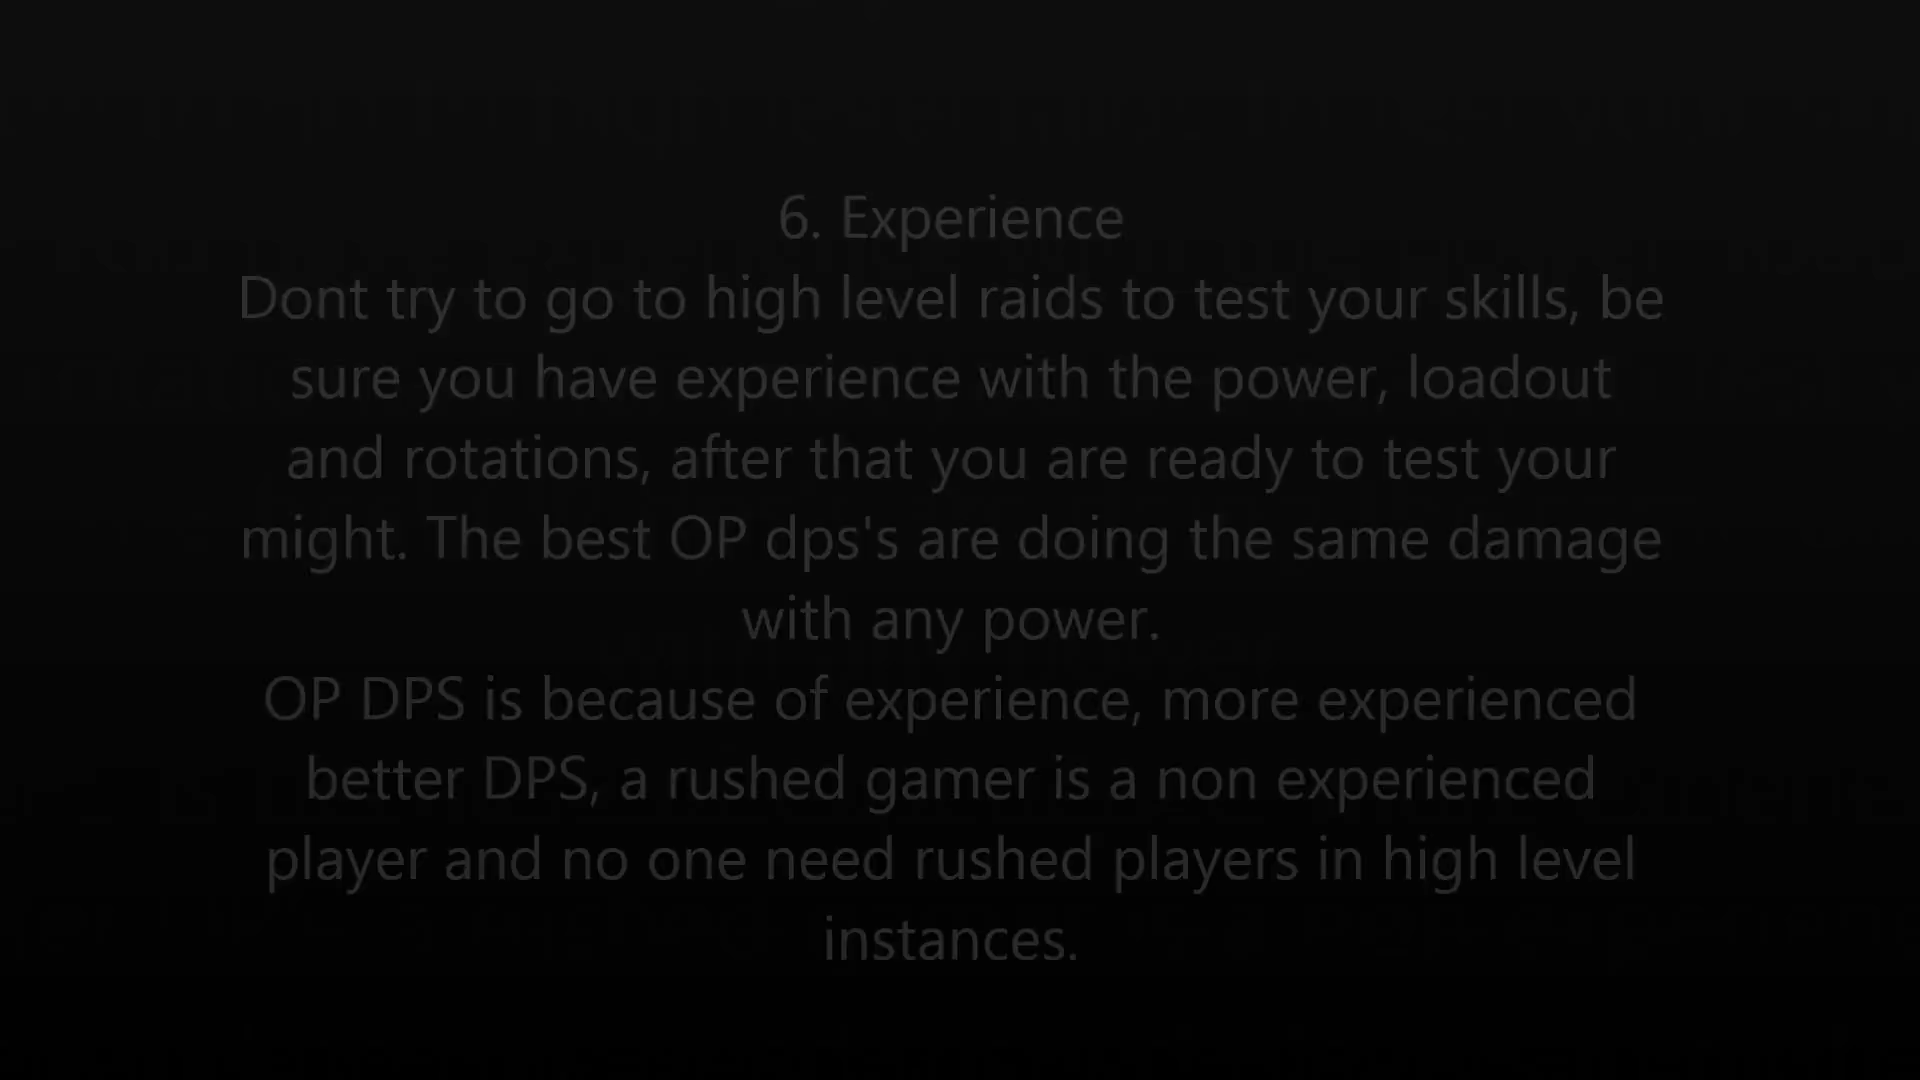 6. Experience
Dont try to go to high level raids to test your skills, be
sure you have experience with the power, loadout
and rotations, after that you are ready to test your
might. The best OP dps's are doing the same damage
with any power.
OP DPS is because of experience, more experienced
better DPS, a rushed gamer is a non experienced
player and no one need rushed players in high level
instances.